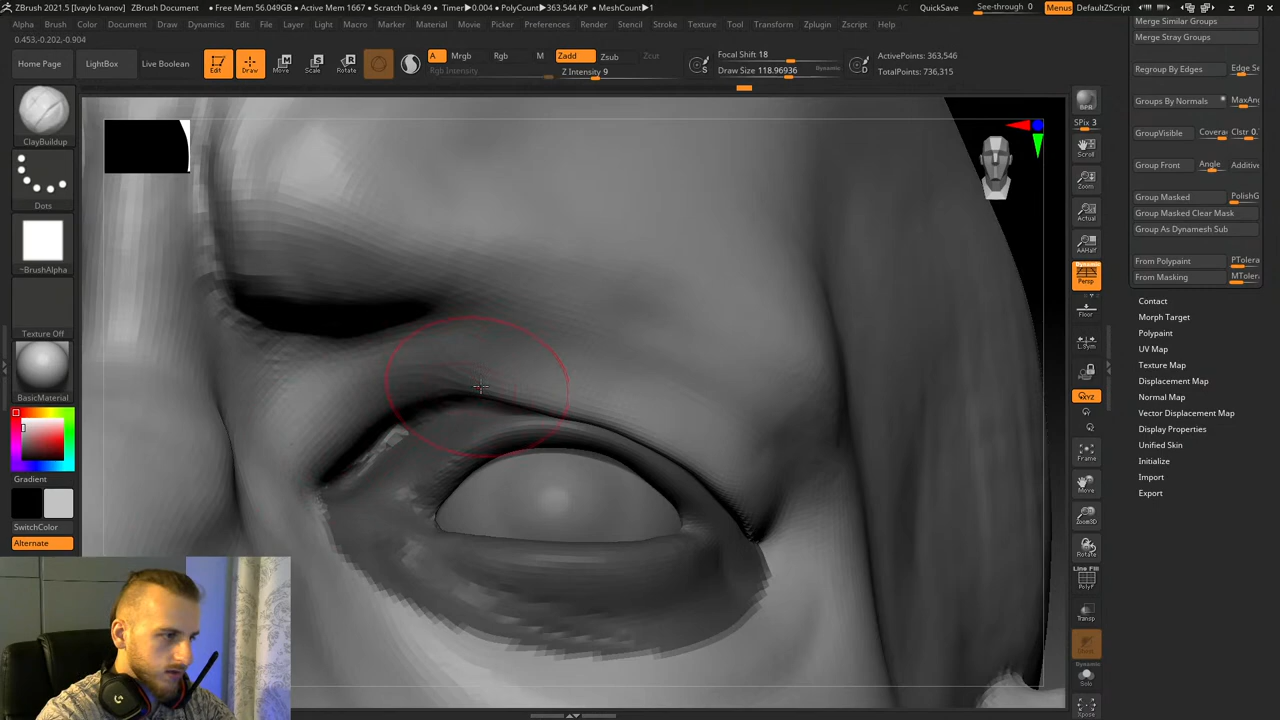 ZBrush 2021.5 [Ivaylo Ivanov]
ZBrush Document
● Free Mem 56.049GB ● Active Mem 1667 ● Scratch Disk 49 ● Timer▶0.004 ● PolyCount▶363.544 KP ● MeshCount▶1
AC
QuickSave
See-through 0
Menus
DefaultZScript
Alpha
Brush
Color
Document
Draw
Dynamics
Edit
File
Layer
Light
Macro
Marker
Material
Movie
Picker
Preferences
Render
Stencil
Stroke
Texture
Tool
Transform
Zplugin
Zscript
Help
0.453,-0.202,-0.904
Home Page
LightBox
Live Boolean
Edit
Draw
Move
Scale
Rotate
A
Mrgb
Rgb
M
Rgb Intensity
Zadd
Zsub
Zcut
Z Intensity 9
S
Focal Shift 18
Draw Size 118.96936
Dynamic
D
ActivePoints: 363,546
TotalPoints: 736,315
ClayBuildup
Dots
~BrushAlpha
Texture Off
BasicMaterial
Gradient
SwitchColor
Alternate
BPR
SPix 3
Scroll
Zoom
Actual
AAHalf
Dynamic
Persp
Floor
L.Sym
XYZ
Frame
Move
Zoom3D
Rotate
Line Fill
PolyF
Transp
Dynamic
Solo
Xpose
Merge Similar Groups
Merge Stray Groups
Regroup By Edges
Edge Se
Groups By Normals
MaxAng
GroupVisible
Covera
Clstr 0.
Group Front
Angle
Additive
Group Masked
PolishG
Group Masked Clear Mask
Group As Dynamesh Sub
From Polypaint
PTolera
From Masking
MTolera
Contact
Morph Target
Polypaint
UV Map
Texture Map
Displacement Map
Normal Map
Vector Displacement Map
Display Properties
Unified Skin
Initialize
Import
Export